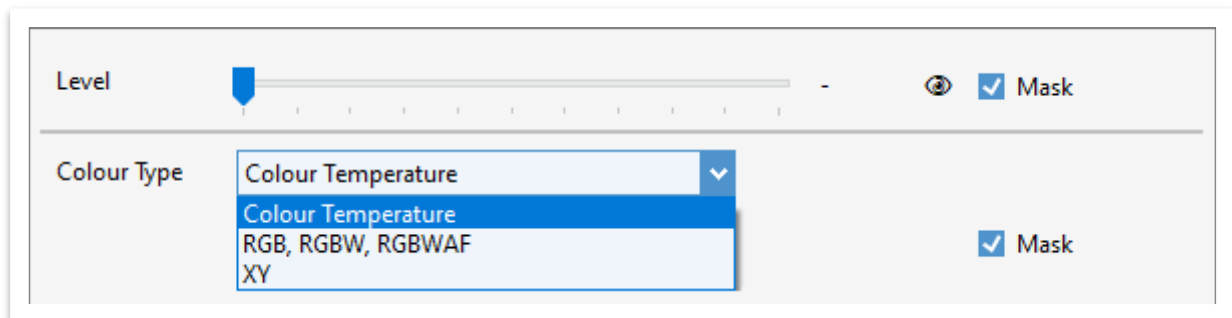 Level - Mask
Colour Type Colour Temperature
Colour Temperature
RGB, RGBW, RGBWAF
Mask
XY